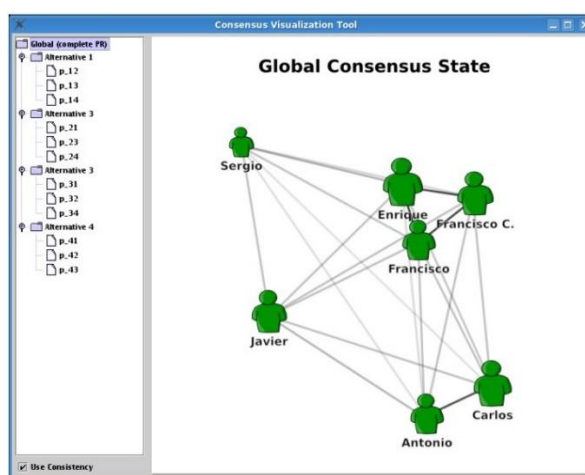 Consensus Visualization Tool
Global (complete PR)
Alternative 1
p_12
p_13
p_14
Alternative 3
p_21
p_23
p_24
Alternative 3
p_31
p_32
p_34
Alternative 4
p_41
p_42
p_43
Use Consistency
Global Consensus State
Sergio
Enrique
Francisco C.
Francisco
Javier
Carlos
Antonio